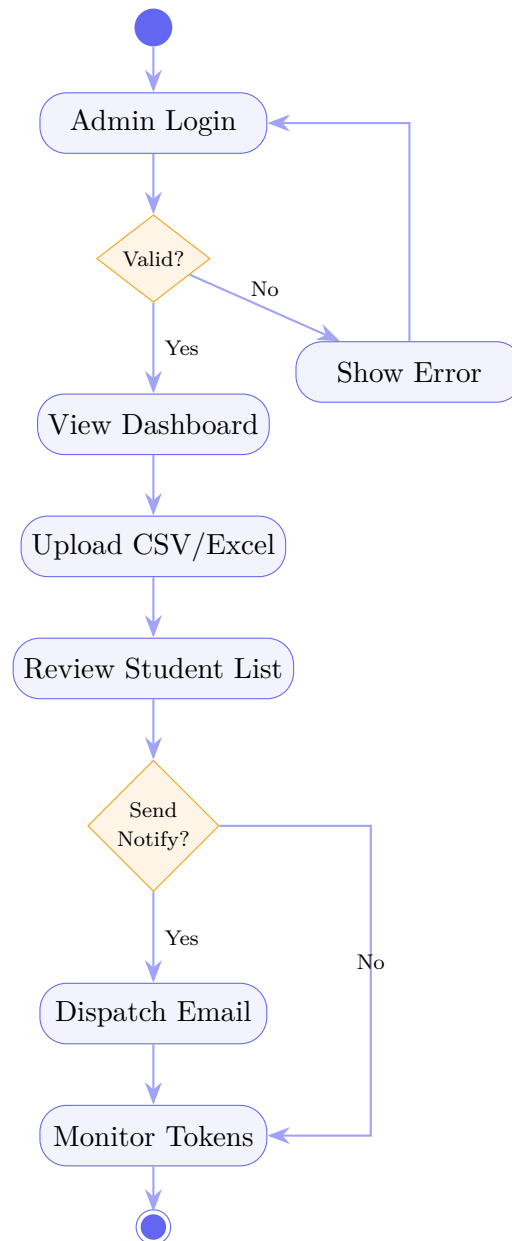 Admin Login
Valid?
No
Yes
Show Error
View Dashboard
Upload CSV/Excel
Review Student List
Send
Notify?
Yes
No
Dispatch Email
Monitor Tokens